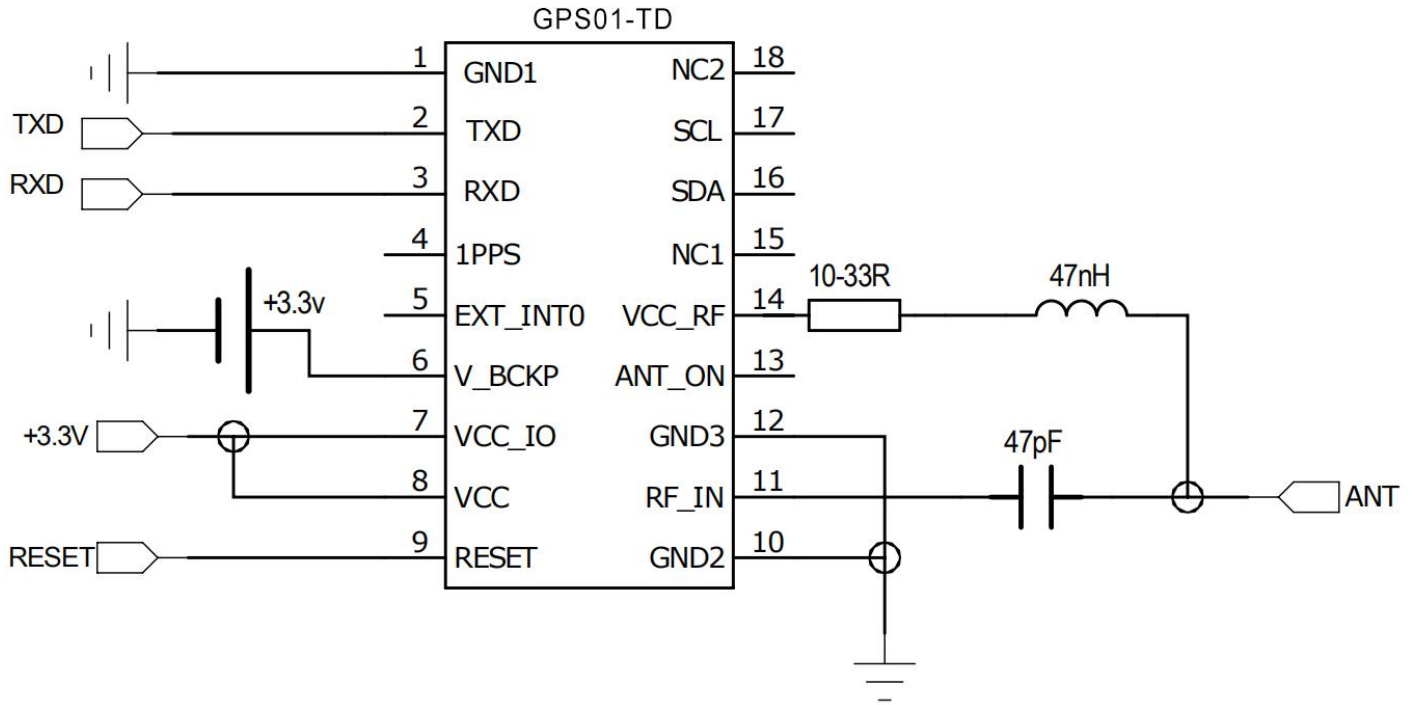 GPS01-TD
1 GND1 NC2 18
TXD 2 TXD SCL 17
RXD 3 RXD SDA 16
4 1PPS NC1 15
10-33R 47nH
+3.3v 5 EXT_INT0 VCC_RF 14
6 V_BCKP ANT_ON 13
+3.3V 7 VCC_IO GND3 12 47pF
8 VCC RF_IN 11 ANT
RESET 9 RESET GND2 10